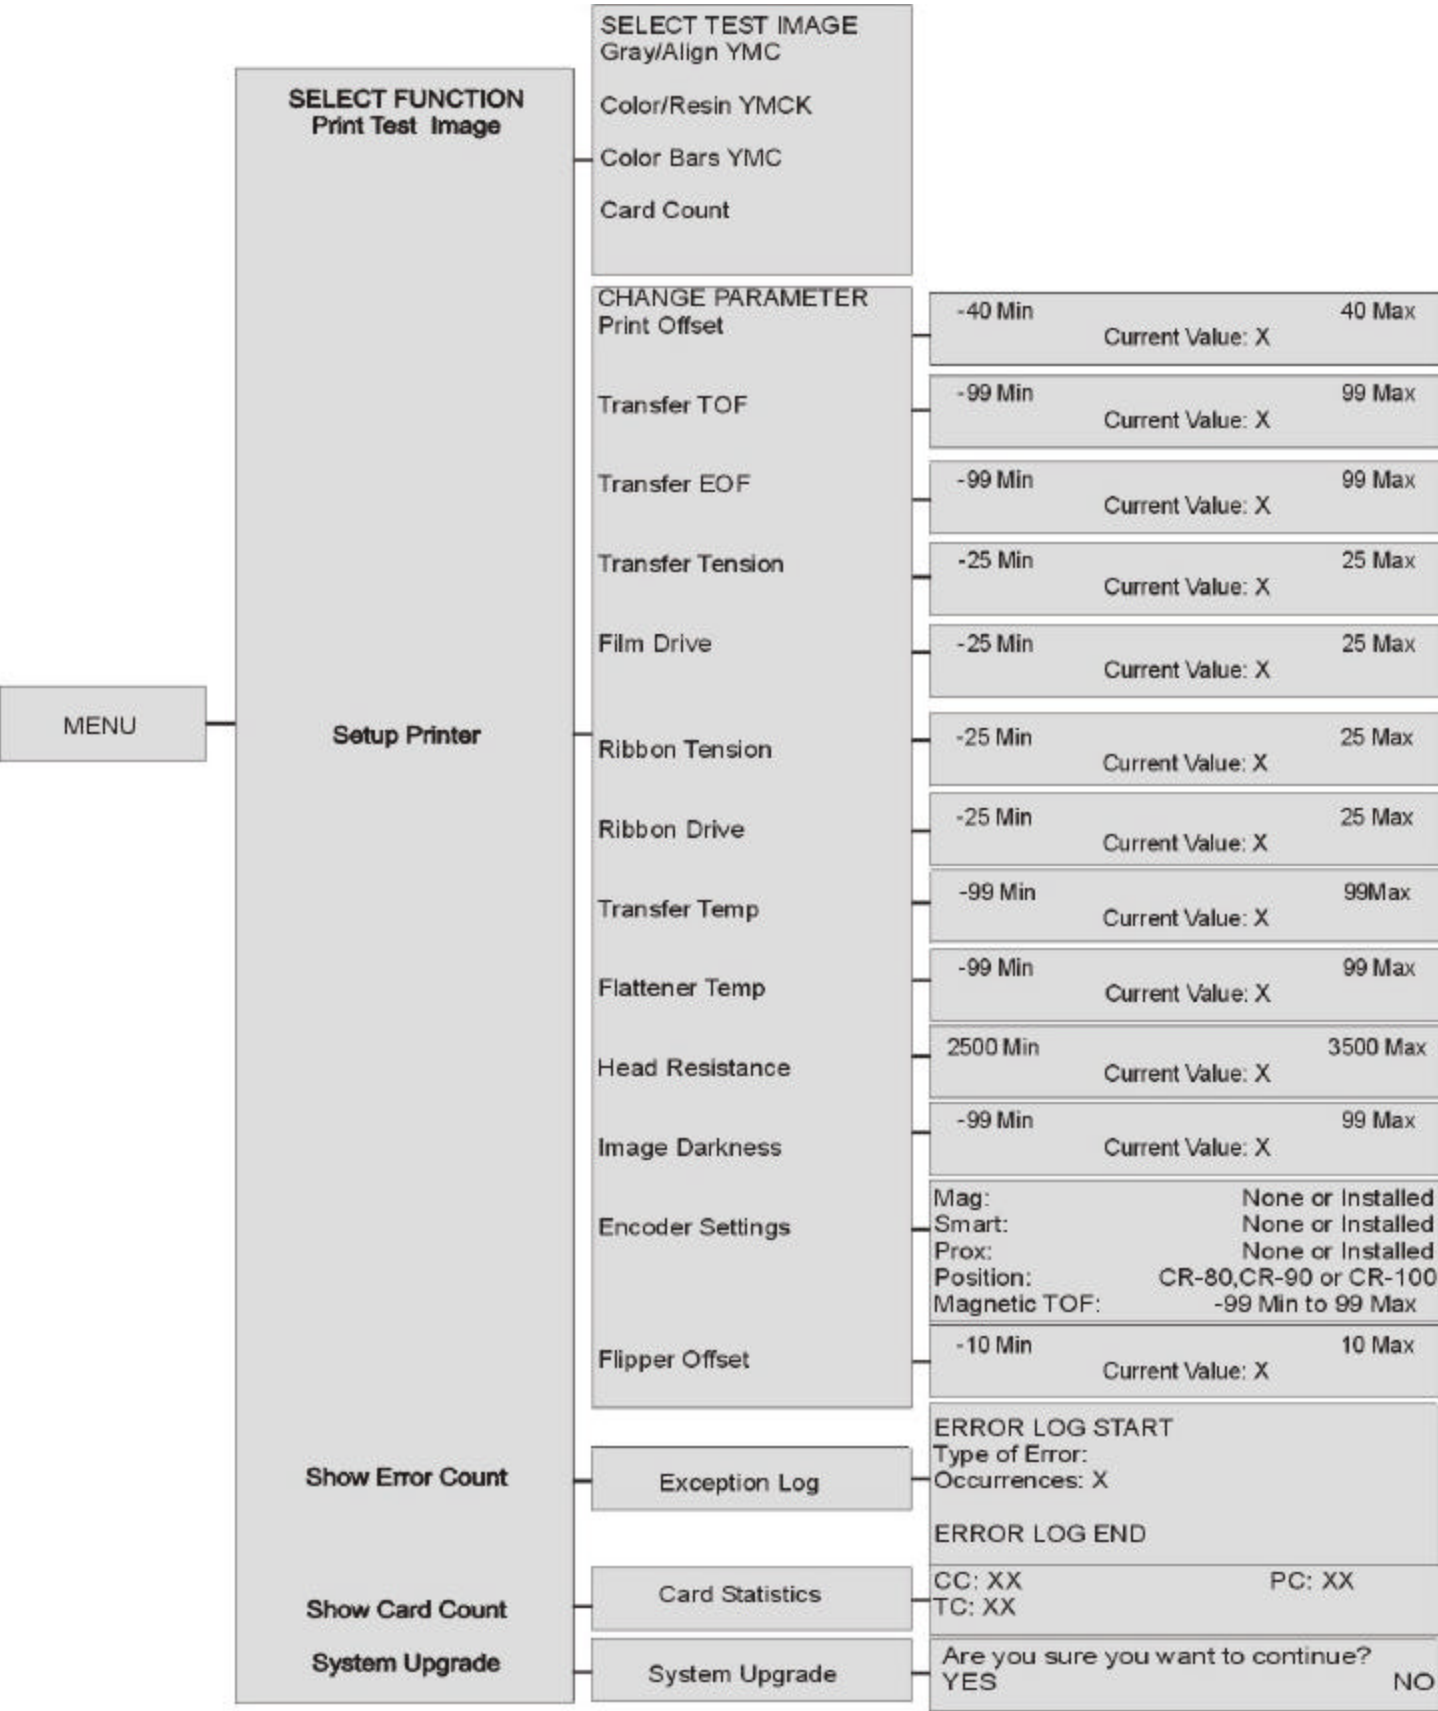 MENU
SELECT FUNCTION
Print Test Image
Setup Printer
Show Error Count
Show Card Count
System Upgrade
SELECT TEST IMAGE
Gray/Align YMC
Color/Resin YMCK
Color Bars YMC
Card Count
CHANGE PARAMETER
Print Offset
-40 Min 40 Max
Current Value: X
Transfer TOF
-99 Min 99 Max
Current Value: X
Transfer EOF
-99 Min 99 Max
Current Value: X
Transfer Tension
-25 Min 25 Max
Current Value: X
Film Drive
-25 Min 25 Max
Current Value: X
Ribbon Tension
-25 Min 25 Max
Current Value: X
Ribbon Drive
-25 Min 25 Max
Current Value: X
Transfer Temp
-99 Min 99Max
Current Value: X
Flattener Temp
-99 Min 99 Max
Current Value: X
Head Resistance
2500 Min 3500 Max
Current Value: X
Image Darkness
-99 Min 99 Max
Current Value: X
Encoder Settings
Mag: None or Installed
Smart: None or Installed
Prox: None or Installed
Position: CR-80,CR-90 or CR-100
Magnetic TOF: -99 Min to 99 Max
Flipper Offset
-10 Min 10 Max
Current Value: X
Exception Log
ERROR LOG START
Type of Error:
Occurrences: X
ERROR LOG END
Card Statistics
CC: XX PC: XX
TC: XX
System Upgrade
Are you sure you want to continue?
YES NO